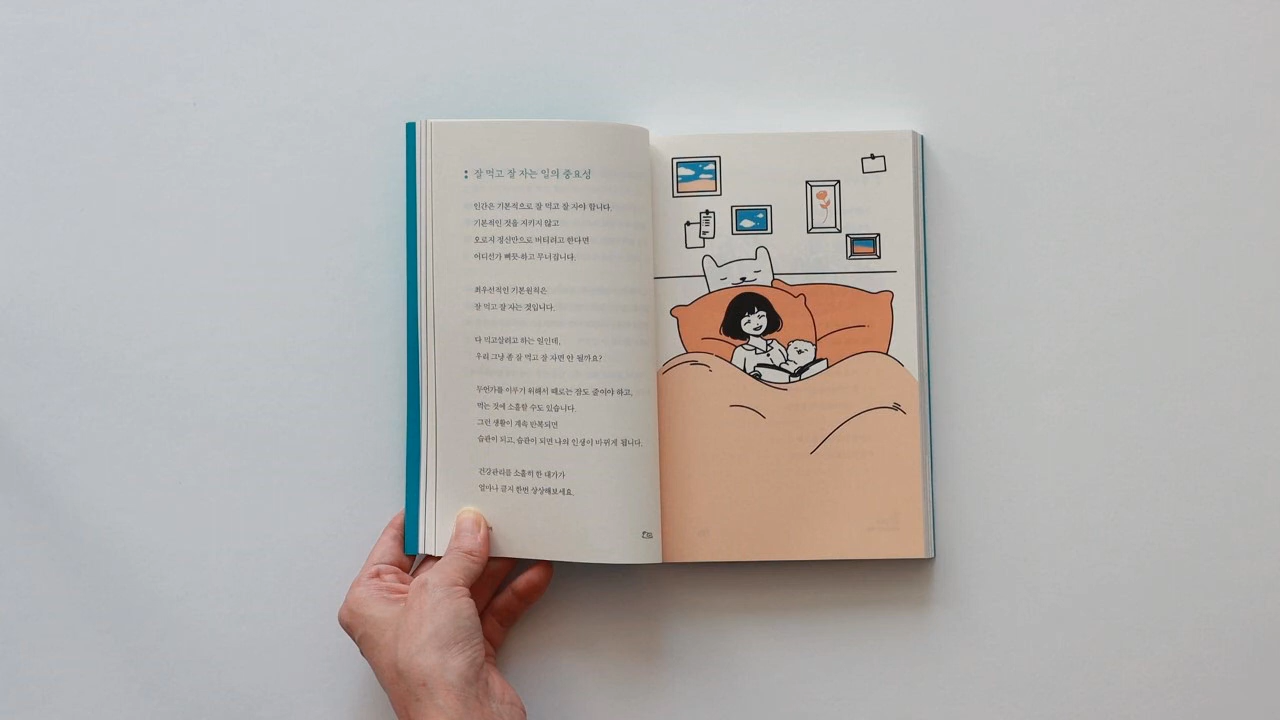 잘 먹고 잘 자는 일의 중요성
인간은 기본적으로 잘 먹고 잘 자야 합니다.
기본적인 것을 지키지 않고
오로지 정신만으로 버티려고 한다면
어디선가 삐끗-하고 무너집니다.
최우선적인 기본원칙은
잘 먹고 잘 자는 것입니다.
다 먹고살려고 하는 일인데,
우리 그냥 좀 잘 먹고 잘 자면 안 될까요?
무언가를 이루기 위해서 때로는 잠도 줄여야 하고,
먹는 것에 소홀할 수도 있습니다.
그런 생활이 계속 반복되면
습관이 되고, 습관이 되면 나의 인생이 바뀌게 됩니다.
건강관리를 소홀히 한 대가가
얼마나 클지 한번 상상해보세요.